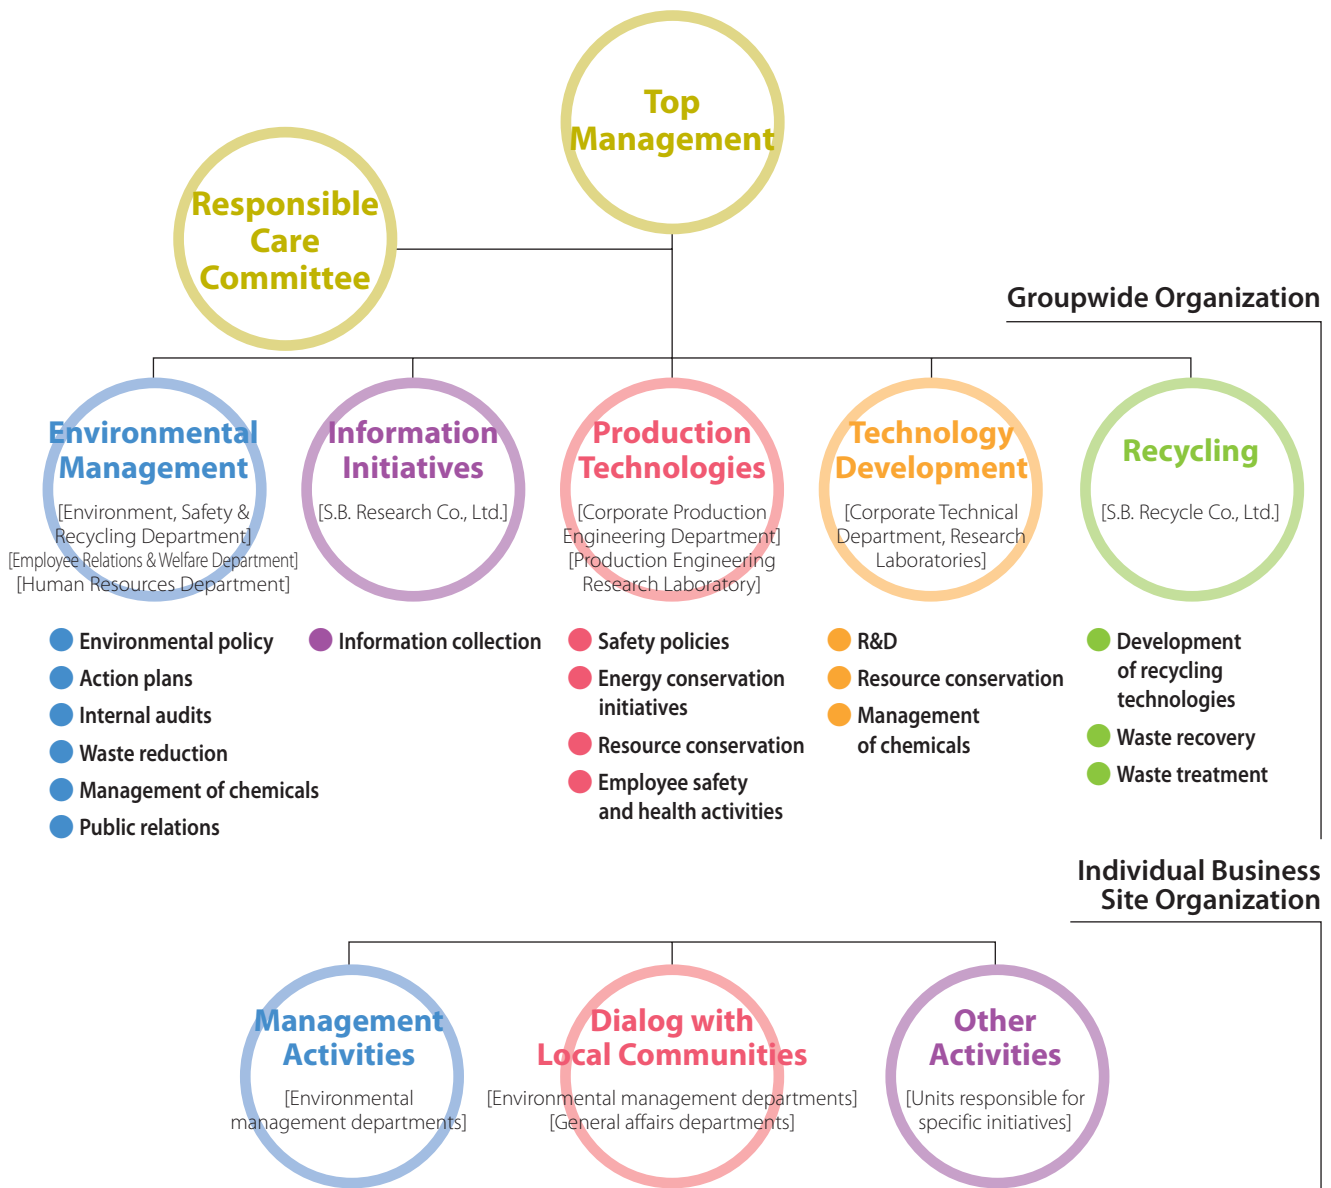 Top
Management
Responsible
Care
Committee
Groupwide Organization
Environmental
Management
[Environment, Safety &
Recycling Department]
[Employee Relations & Welfare Department]
[Human Resources Department]
Environmental policy
Action plans
Internal audits
Waste reduction
Management of chemicals
Public relations
Information
Initiatives
[S.B. Research Co., Ltd.]
Information collection
Production
Technologies
[Corporate Production
Engineering Department]
[Production Engineering
Research Laboratory]
Safety policies
Energy conservation
initiatives
Resource conservation
Employee safety
and health activities
Technology
Development
[Corporate Technical
Department, Research
Laboratories]
R&D
Resource conservation
Management
of chemicals
Recycling
[S.B. Recycle Co., Ltd.]
Development
of recycling
technologies
Waste recovery
Waste treatment
Individual Business
Site Organization
Management
Activities
[Environmental
management departments]
Dialog with
Local Communities
[Environmental management departments]
[General affairs departments]
Other
Activities
[Units responsible for
specific initiatives]